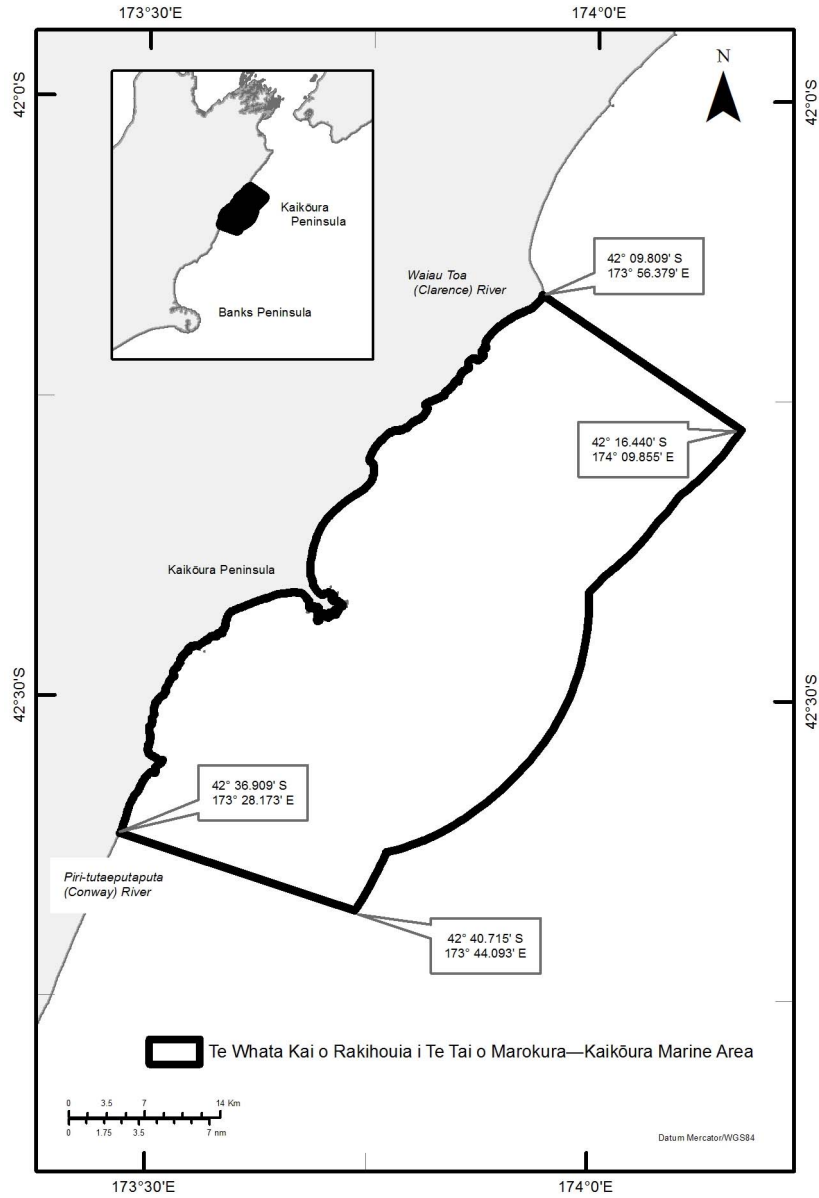 173°30'E
174°0'E
42°0'S
42°0'S
N
Kaikōura
Peninsula
Banks Peninsula
Waiau Toa
(Clarence) River
42° 09.809' S
173° 56.379' E
42° 16.440' S
174° 09.855' E
Kaikōura Peninsula
42°30'S
42°30'S
42° 36.909' S
173° 28.173' E
Piri-tutaeputaputa
(Conway) River
42° 40.715' S
173° 44.093' E
Te Whata Kai o Rakihouia i Te Tai o Marokura—Kaikōura Marine Area
0 3.5 7 14 Km
0 1.75 3.5 7 nm
Datum Mercator/WGS84
173°30'E
174°0'E